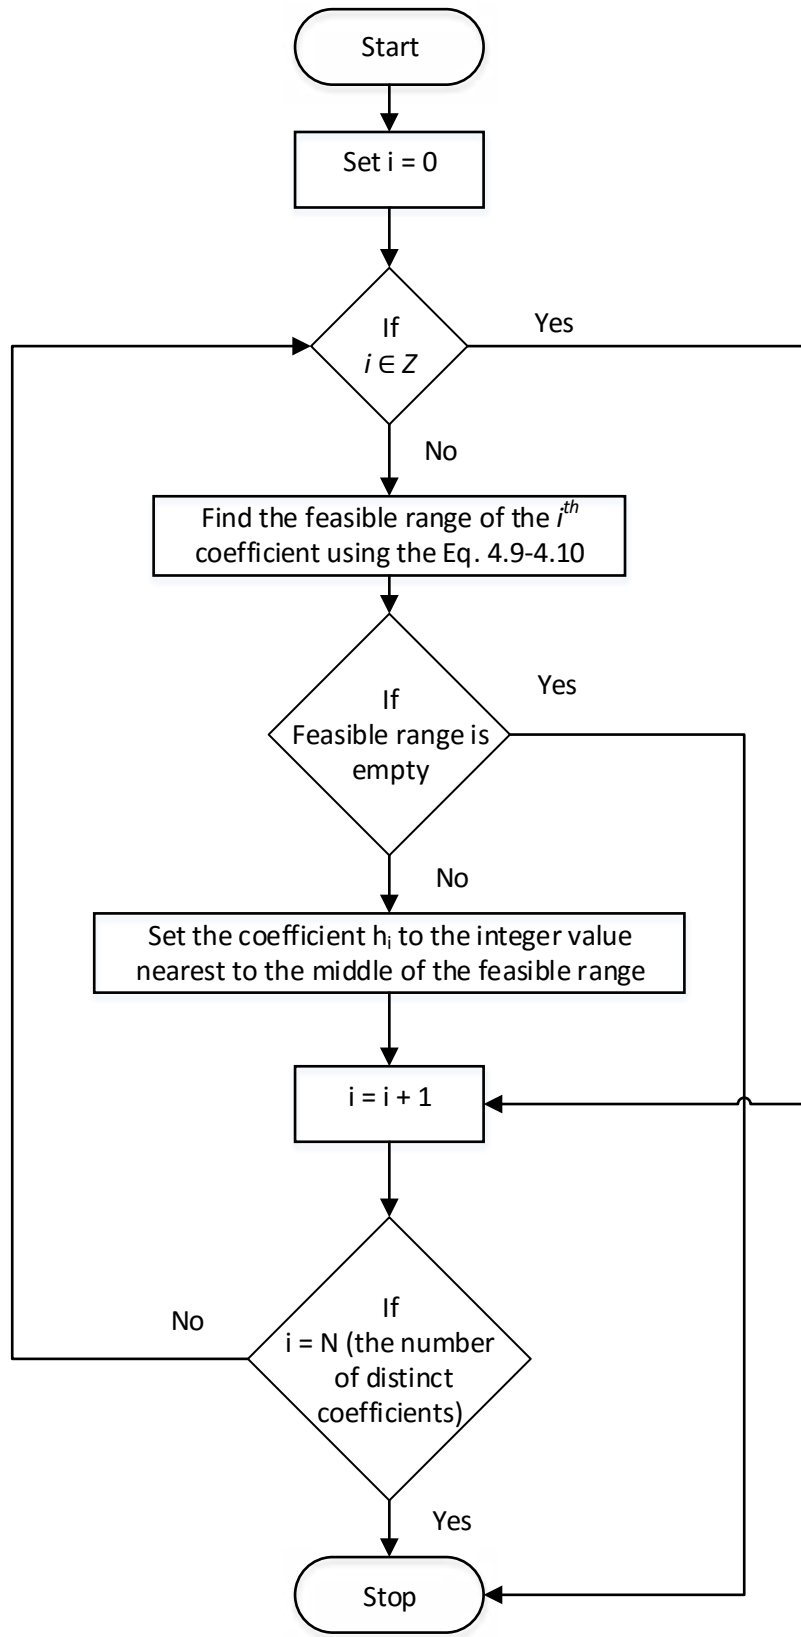 Start
Set i = 0
If
i ∈ Z
Yes
No
Find the feasible range of the iᵗʰ
coefficient using the Eq. 4.9-4.10
If
Feasible range is
empty
Yes
No
Set the coefficient hᵢ to the integer value
nearest to the middle of the feasible range
i = i + 1
If
i = N (the number
of distinct
coefficients)
No
Yes
Stop